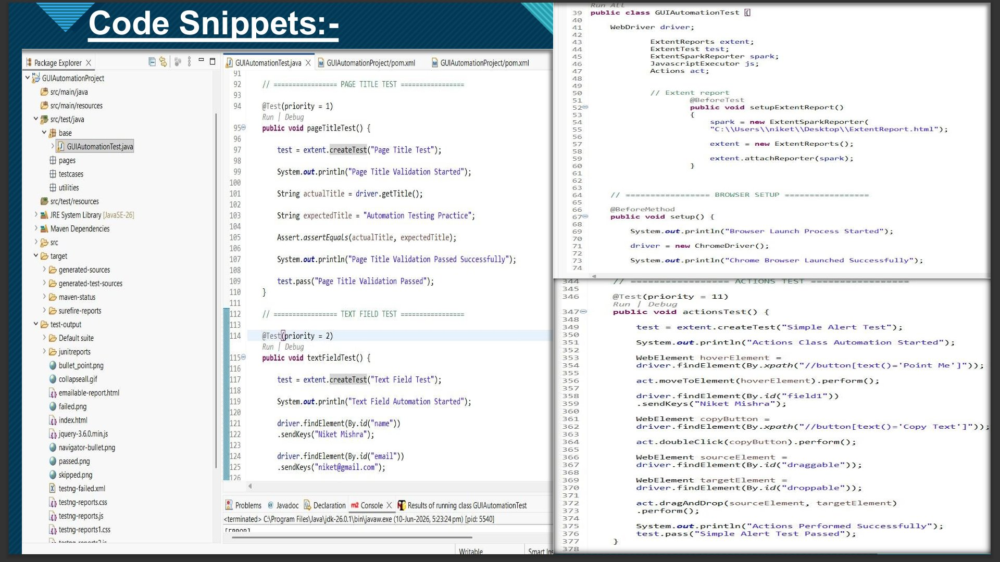 Code Snippets:-
Package Explorer
GUIAutomationProject
src/main/java
src/main/resources
src/test/java
base
GUIAutomationTest.java
pages
testcases
utilities
src/test/resources
JRE System Library [JavaSE-26]
Maven Dependencies
src
target
generated-sources
generated-test-sources
maven-status
surefire-reports
test-output
Default suite
junitreports
bullet_point.png
collapseall.gif
emailable-report.html
failed.png
index.html
jquery-3.6.0.min.js
navigator-bullet.png
passed.png
skipped.png
testng-failed.xml
testng-reports.css
testng-reports.js
testng-reports1.css
GUIAutomationTest.java GUIAutomationProject/pom.xml GUIAutomationProject/pom.xml
91
92 // ================= PAGE TITLE TEST =================
93
94 @Test(priority = 1)
Run | Debug
95 public void pageTitleTest() {
96
97 test = extent.createTest("Page Title Test");
98
99 System.out.println("Page Title Validation Started");
100
101 String actualTitle = driver.getTitle();
102
103 String expectedTitle = "Automation Testing Practice";
104
105 Assert.assertEquals(actualTitle, expectedTitle);
106
107 System.out.println("Page Title Validation Passed Successfully");
108
109 test.pass("Page Title Validation Passed");
110 }
111
112 // ================= TEXT FIELD TEST =================
113
114 @Test(priority = 2)
Run | Debug
115 public void textFieldTest() {
116
117 test = extent.createTest("Text Field Test");
118
119 System.out.println("Text Field Automation Started");
120
121 driver.findElement(By.id("name"))
122 .sendKeys("Niket Mishra");
123
124 driver.findElement(By.id("email"))
125 .sendKeys("niket@gmail.com");
126
Problems @ Javadoc Declaration Console Results of running class GUIAutomationTest
<terminated> C:\Program Files\Java\jdk-26.0.1\bin\javaw.exe (10-Jun-2026, 5:23:24 pm) [pid: 5540]
[ERROR]
Writable Smart Ins
Run ALL
39 public class GUIAutomationTest {
40
41 WebDriver driver;
42
43 ExtentReports extent;
44 ExtentTest test;
45 ExtentSparkReporter spark;
46 JavascriptExecutor js;
47 Actions act;
48
49
50 // Extent report
51 @BeforeTest
52 public void setupExtentReport()
53 {
54 spark = new ExtentSparkReporter(
55 "C:\\Users\\niket\\Desktop\\ExtentReport.html");
56
57 extent = new ExtentReports();
58
59 extent.attachReporter(spark);
60 }
61
62
63
64 // ================= BROWSER SETUP =================
65
66 @BeforeMethod
67 public void setup() {
68
69 System.out.println("Browser Launch Process Started");
70
71 driver = new ChromeDriver();
72
73 System.out.println("Chrome Browser Launched Successfully");
74
344 // ================= ACTIONS TEST =================
345
346 @Test(priority = 11)
Run | Debug
347 public void actionsTest() {
348
349 test = extent.createTest("Simple Alert Test");
350
351 System.out.println("Actions Class Automation Started");
352
353 WebElement hoverElement =
354 driver.findElement(By.xpath("//button[text()='Point Me']"));
355
356 act.moveToElement(hoverElement).perform();
357
358 driver.findElement(By.id("field1"))
359 .sendKeys("Niket Mishra");
360
361 WebElement copyButton =
362 driver.findElement(By.xpath("//button[text()='Copy Text']"));
363
364 act.doubleClick(copyButton).perform();
365
366 WebElement sourceElement =
367 driver.findElement(By.id("draggable"));
368
369 WebElement targetElement =
370 driver.findElement(By.id("droppable"));
371
372 act.dragAndDrop(sourceElement, targetElement)
373 .perform();
374
375 System.out.println("Actions Performed Successfully");
376 test.pass("Simple Alert Test Passed");
377 }
378